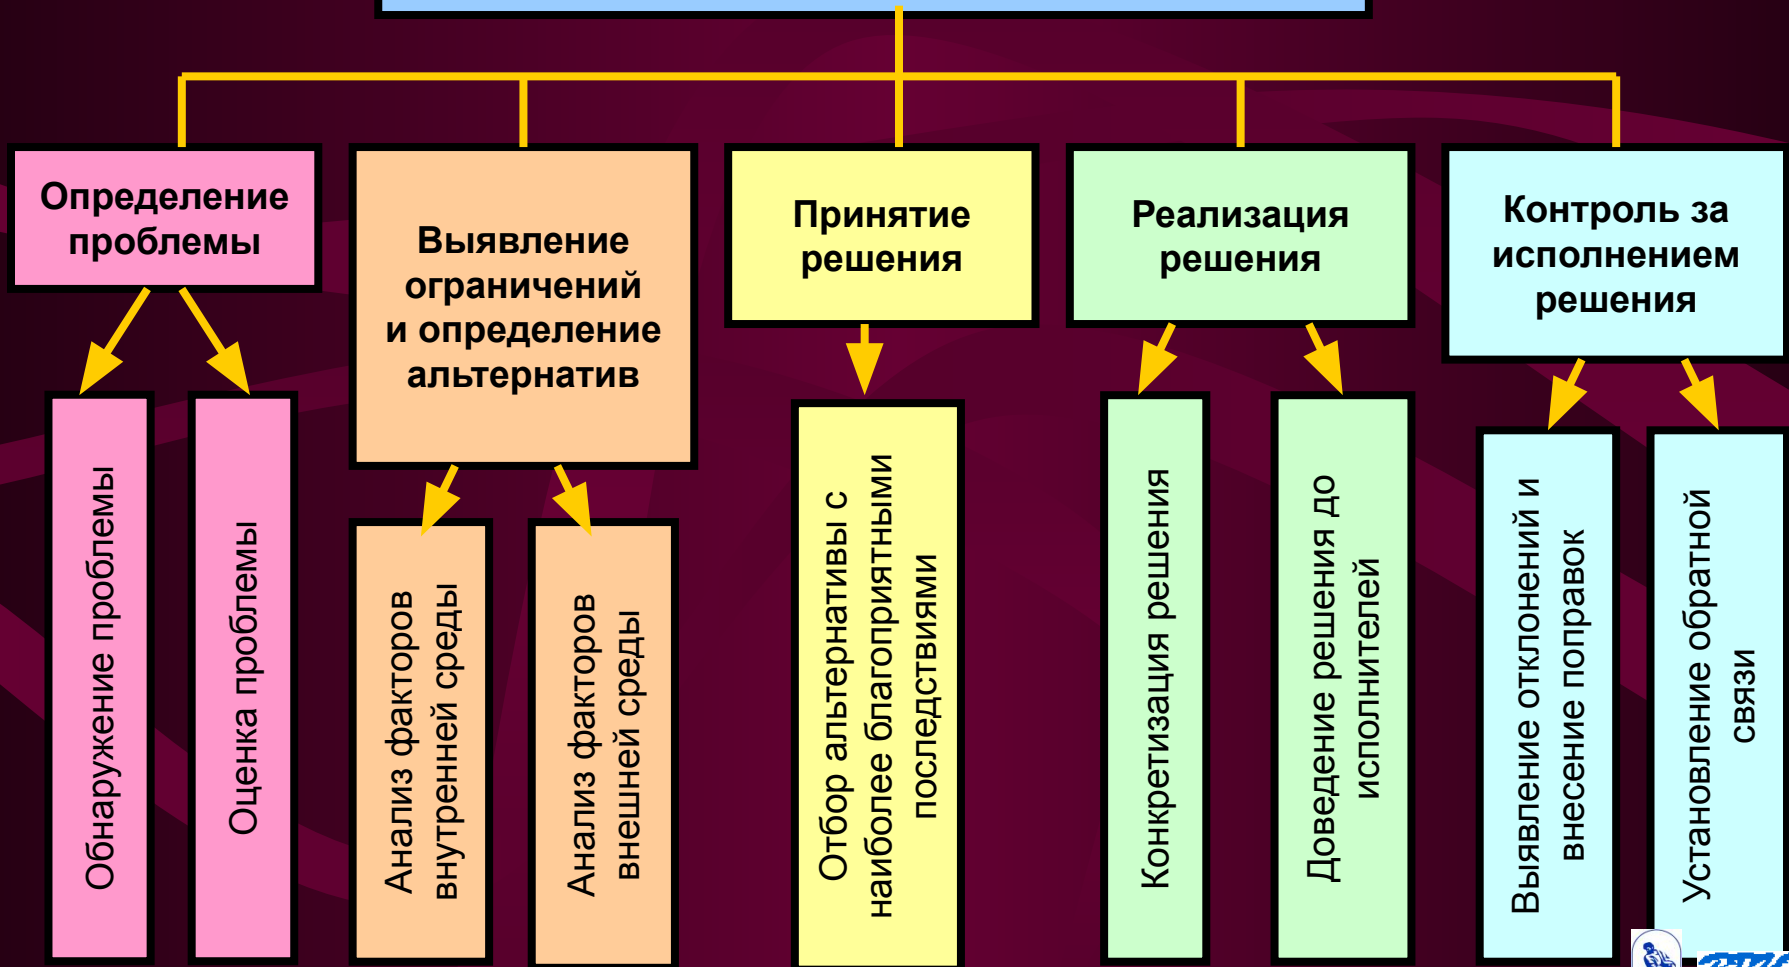 Определение
проблемы
Выявление
ограничений
и определение
альтернатив
Принятие
решения
Реализация
решения
Контроль за
исполнением
решения
Обнаружение проблемы
Оценка проблемы
Анализ факторов
внутренней среды
Анализ факторов
внешней среды
Отбор альтернативы с
наиболее благоприятными
последствиями
Конкретизация решения
Доведение решения до
исполнителей
Выявление отклонений и
внесение поправок
Установление обратной
связи